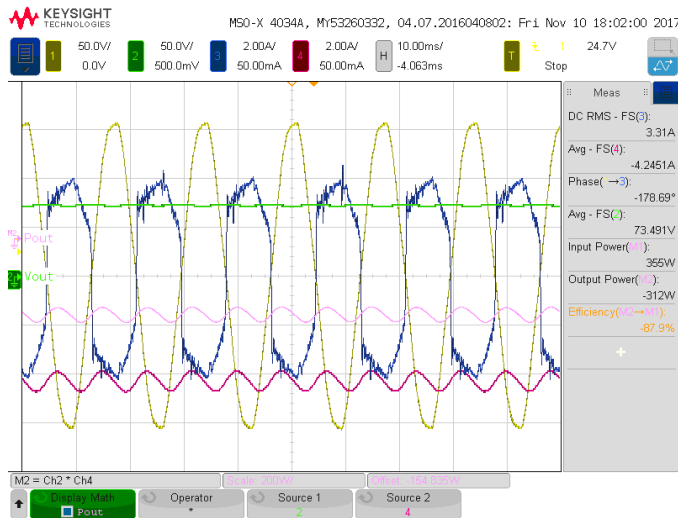 KEYSIGHT
TECHNOLOGIES
MSO-X 4034A, MY53260332, 04.07.2016040802: Fri Nov 10 18:02:00 2017
1 50.0V/ 2 50.0V/ 3 2.00A/ 4 2.00A/ H 10.00ms/ T 24.7V
0.0V 500.0mV 50.00mA 50.00mA -4.063ms Stop
Meas
DC RMS - FS(3):
3.31A
Avg - FS(4):
-4.2451A
Phase( →3):
-178.69°
Avg - FS(2):
73.491V
Input Power(M1):
355W
Output Power(M2):
-312W
Efficiency(M2→M1):
-87.9%
Pout
Vout
M2 = Ch2 * Ch4 Scale: 200W/ Offset: -154.835W
Display Math Operator Source 1 Source 2
Pout * 2 4